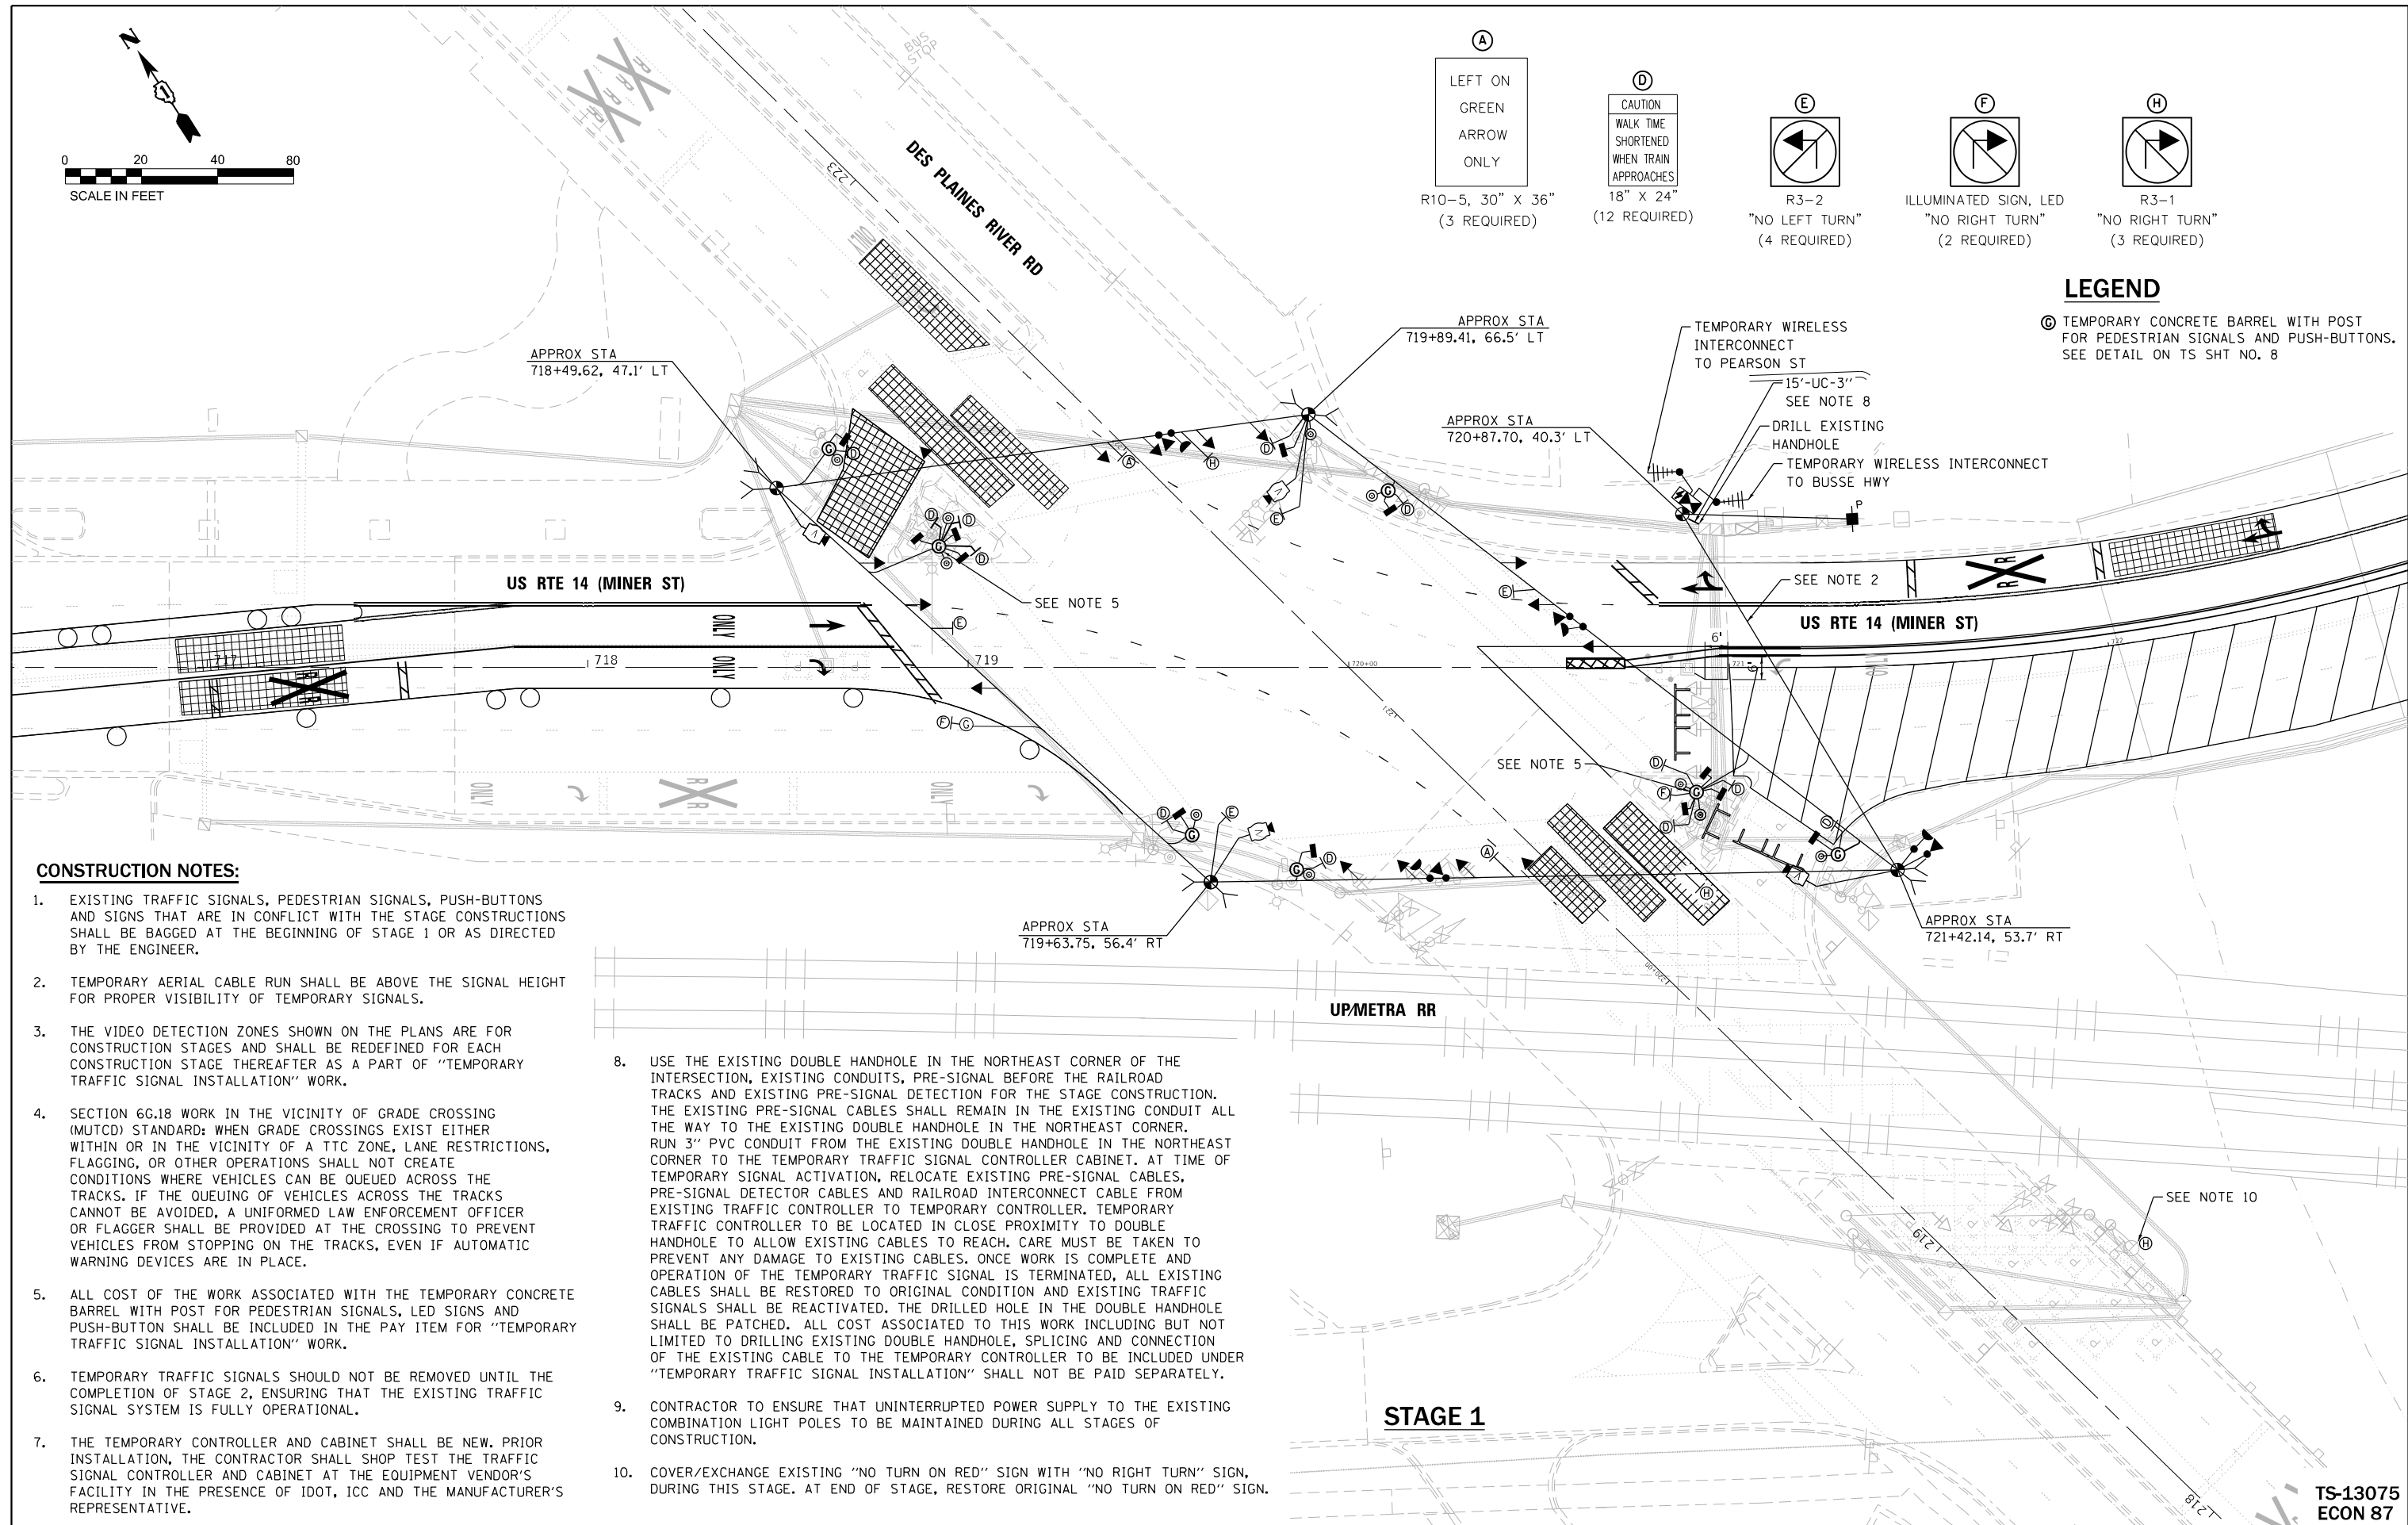 N
1
0 20 40 80
SCALE IN FEET
BUS
STOP
R R
R R
DES PLAINES RIVER RD
223
A
LEFT ON
GREEN
ARROW
ONLY
R10-5, 30" X 36"
(3 REQUIRED)
D
CAUTION
WALK TIME
SHORTENED
WHEN TRAIN
APPROACHES
18" X 24"
(12 REQUIRED)
E
R3-2
"NO LEFT TURN"
(4 REQUIRED)
F
ILLUMINATED SIGN, LED
"NO RIGHT TURN"
(2 REQUIRED)
H
R3-1
"NO RIGHT TURN"
(3 REQUIRED)
LEGEND
G TEMPORARY CONCRETE BARREL WITH POST
FOR PEDESTRIAN SIGNALS AND PUSH-BUTTONS.
SEE DETAIL ON TS SHT NO. 8
APPROX STA
718+49.62, 47.1' LT
APPROX STA
719+89.41, 66.5' LT
APPROX STA
720+87.70, 40.3' LT
TEMPORARY WIRELESS
INTERCONNECT
TO PEARSON ST
15'-UC-3''
SEE NOTE 8
DRILL EXISTING
HANDHOLE
TEMPORARY WIRELESS INTERCONNECT
TO BUSSE HWY
P
US RTE 14 (MINER ST)
SEE NOTE 5
SEE NOTE 2
US RTE 14 (MINER ST)
ONLY
ONLY
717
718
719
720+00
721
722
221
6'
6'
R R
R R
SEE NOTE 5
ONLY
R R
ONLY
APPROX STA
719+63.75, 56.4' RT
APPROX STA
721+42.14, 53.7' RT
220+00
UP/METRA RR
SEE NOTE 10
H
219
218
CONSTRUCTION NOTES:
1. EXISTING TRAFFIC SIGNALS, PEDESTRIAN SIGNALS, PUSH-BUTTONS
AND SIGNS THAT ARE IN CONFLICT WITH THE STAGE CONSTRUCTIONS
SHALL BE BAGGED AT THE BEGINNING OF STAGE 1 OR AS DIRECTED
BY THE ENGINEER.
2. TEMPORARY AERIAL CABLE RUN SHALL BE ABOVE THE SIGNAL HEIGHT
FOR PROPER VISIBILITY OF TEMPORARY SIGNALS.
3. THE VIDEO DETECTION ZONES SHOWN ON THE PLANS ARE FOR
CONSTRUCTION STAGES AND SHALL BE REDEFINED FOR EACH
CONSTRUCTION STAGE THEREAFTER AS A PART OF ''TEMPORARY
TRAFFIC SIGNAL INSTALLATION'' WORK.
4. SECTION 6G.18 WORK IN THE VICINITY OF GRADE CROSSING
(MUTCD) STANDARD: WHEN GRADE CROSSINGS EXIST EITHER
WITHIN OR IN THE VICINITY OF A TTC ZONE, LANE RESTRICTIONS,
FLAGGING, OR OTHER OPERATIONS SHALL NOT CREATE
CONDITIONS WHERE VEHICLES CAN BE QUEUED ACROSS THE
TRACKS. IF THE QUEUING OF VEHICLES ACROSS THE TRACKS
CANNOT BE AVOIDED, A UNIFORMED LAW ENFORCEMENT OFFICER
OR FLAGGER SHALL BE PROVIDED AT THE CROSSING TO PREVENT
VEHICLES FROM STOPPING ON THE TRACKS, EVEN IF AUTOMATIC
WARNING DEVICES ARE IN PLACE.
5. ALL COST OF THE WORK ASSOCIATED WITH THE TEMPORARY CONCRETE
BARREL WITH POST FOR PEDESTRIAN SIGNALS, LED SIGNS AND
PUSH-BUTTON SHALL BE INCLUDED IN THE PAY ITEM FOR ''TEMPORARY
TRAFFIC SIGNAL INSTALLATION'' WORK.
6. TEMPORARY TRAFFIC SIGNALS SHOULD NOT BE REMOVED UNTIL THE
COMPLETION OF STAGE 2, ENSURING THAT THE EXISTING TRAFFIC
SIGNAL SYSTEM IS FULLY OPERATIONAL.
7. THE TEMPORARY CONTROLLER AND CABINET SHALL BE NEW. PRIOR
INSTALLATION, THE CONTRACTOR SHALL SHOP TEST THE TRAFFIC
SIGNAL CONTROLLER AND CABINET AT THE EQUIPMENT VENDOR'S
FACILITY IN THE PRESENCE OF IDOT, ICC AND THE MANUFACTURER'S
REPRESENTATIVE.
8. USE THE EXISTING DOUBLE HANDHOLE IN THE NORTHEAST CORNER OF THE
INTERSECTION, EXISTING CONDUITS, PRE-SIGNAL BEFORE THE RAILROAD
TRACKS AND EXISTING PRE-SIGNAL DETECTION FOR THE STAGE CONSTRUCTION.
THE EXISTING PRE-SIGNAL CABLES SHALL REMAIN IN THE EXISTING CONDUIT ALL
THE WAY TO THE EXISTING DOUBLE HANDHOLE IN THE NORTHEAST CORNER.
RUN 3'' PVC CONDUIT FROM THE EXISTING DOUBLE HANDHOLE IN THE NORTHEAST
CORNER TO THE TEMPORARY TRAFFIC SIGNAL CONTROLLER CABINET. AT TIME OF
TEMPORARY SIGNAL ACTIVATION, RELOCATE EXISTING PRE-SIGNAL CABLES,
PRE-SIGNAL DETECTOR CABLES AND RAILROAD INTERCONNECT CABLE FROM
EXISTING TRAFFIC CONTROLLER TO TEMPORARY CONTROLLER. TEMPORARY
TRAFFIC CONTROLLER TO BE LOCATED IN CLOSE PROXIMITY TO DOUBLE
HANDHOLE TO ALLOW EXISTING CABLES TO REACH. CARE MUST BE TAKEN TO
PREVENT ANY DAMAGE TO EXISTING CABLES. ONCE WORK IS COMPLETE AND
OPERATION OF THE TEMPORARY TRAFFIC SIGNAL IS TERMINATED, ALL EXISTING
CABLES SHALL BE RESTORED TO ORIGINAL CONDITION AND EXISTING TRAFFIC
SIGNALS SHALL BE REACTIVATED. THE DRILLED HOLE IN THE DOUBLE HANDHOLE
SHALL BE PATCHED. ALL COST ASSOCIATED TO THIS WORK INCLUDING BUT NOT
LIMITED TO DRILLING EXISTING DOUBLE HANDHOLE, SPLICING AND CONNECTION
OF THE EXISTING CABLE TO THE TEMPORARY CONTROLLER TO BE INCLUDED UNDER
''TEMPORARY TRAFFIC SIGNAL INSTALLATION'' SHALL NOT BE PAID SEPARATELY.
9. CONTRACTOR TO ENSURE THAT UNINTERRUPTED POWER SUPPLY TO THE EXISTING
COMBINATION LIGHT POLES TO BE MAINTAINED DURING ALL STAGES OF
CONSTRUCTION.
10. COVER/EXCHANGE EXISTING ''NO TURN ON RED'' SIGN WITH ''NO RIGHT TURN'' SIGN,
DURING THIS STAGE. AT END OF STAGE, RESTORE ORIGINAL ''NO TURN ON RED'' SIGN.
STAGE 1
TS-13075
ECON 87